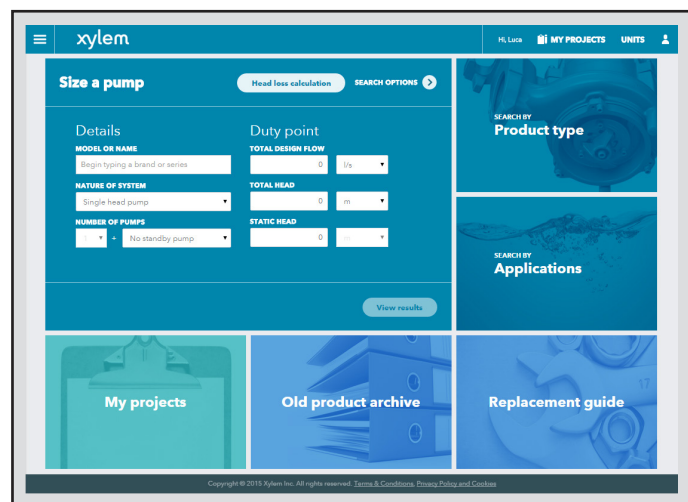 xylem
Hi, Luca
MY PROJECTS
UNITS
Size a pump
Head loss calculation
SEARCH OPTIONS
Details
MODEL OR NAME
Begin typing a brand or series
NATURE OF SYSTEM
Single head pump
NUMBER OF PUMPS
1 + No standby pump
Duty point
TOTAL DESIGN FLOW
0 l/s
TOTAL HEAD
0 m
STATIC HEAD
0 m
View results
SEARCH BY
Product type
SEARCH BY
Applications
My projects
Old product archive
Replacement guide
17
Copyright © 2015 Xylem Inc. All rights reserved. Terms & Conditions, Privacy Policy and Cookies